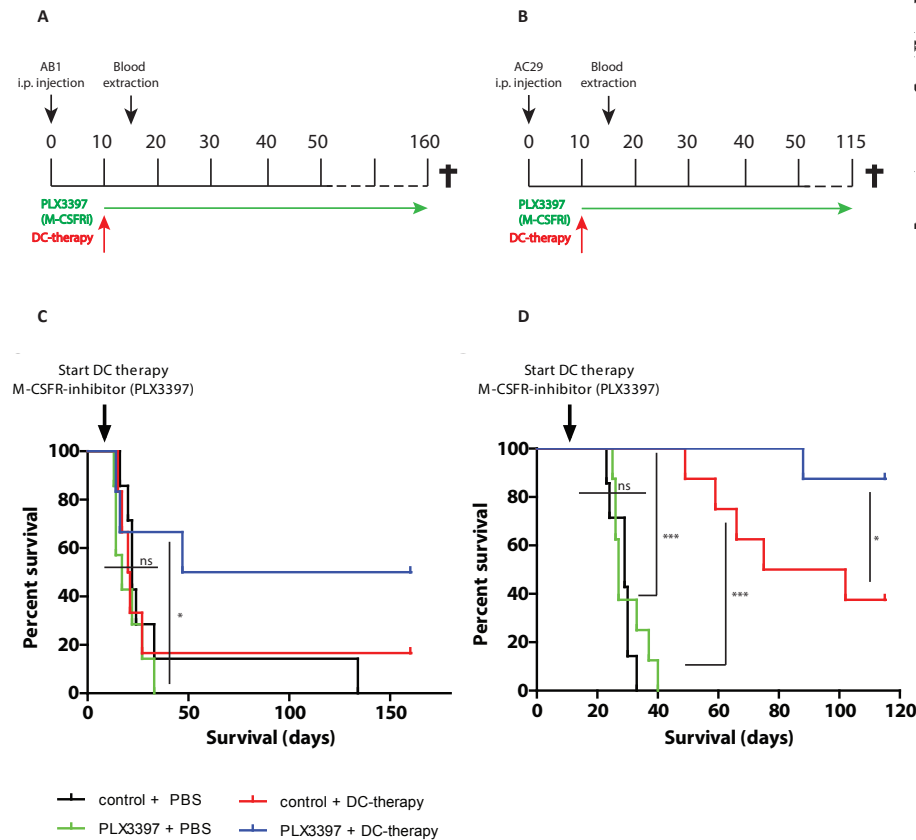 A
AB1
i.p. injection
Blood
extraction
0 10 20 30 40 50 160
PLX3397
(M-CSFRI)
DC-therapy
B
AC29
i.p. injection
Blood
extraction
0 10 20 30 40 50 115
PLX3397
(M-CSFRI)
DC-therapy
C
Start DC therapy
M-CSFR-inhibitor (PLX3397)
Percent survival
100
80
60
40
20
0
ns
*
0 50 100 150
Survival (days)
D
Start DC therapy
M-CSFR-inhibitor (PLX3397)
Percent survival
100
80
60
40
20
0
ns
***
***
*
0 20 40 60 80 100 120
Survival (days)
control + PBS
control + DC-therapy
PLX3397 + PBS
PLX3397 + DC-therapy